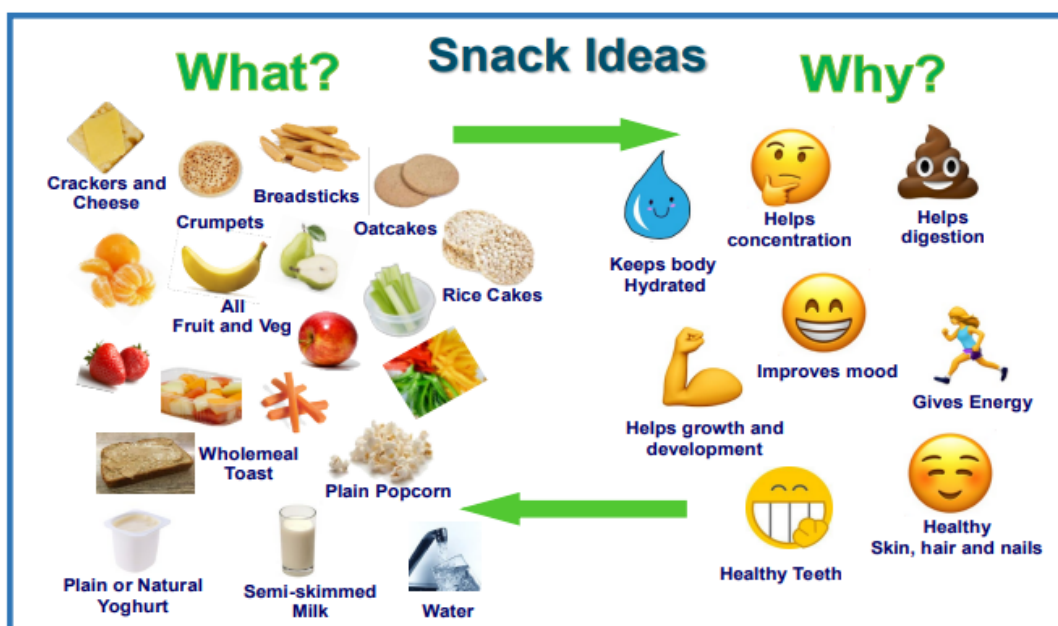 Snack Ideas
What?
Why?
Crackers and
Cheese
Crumpets
Breadsticks
Oatcakes
Rice Cakes
All
Fruit and Veg
Wholemeal
Toast
Plain Popcorn
Plain or Natural
Yoghurt
Semi-skimmed
Milk
Water
Keeps body
Hydrated
Helps
concentration
Helps
digestion
Improves mood
Helps growth and
development
Gives Energy
Healthy Teeth
Healthy
Skin, hair and nails